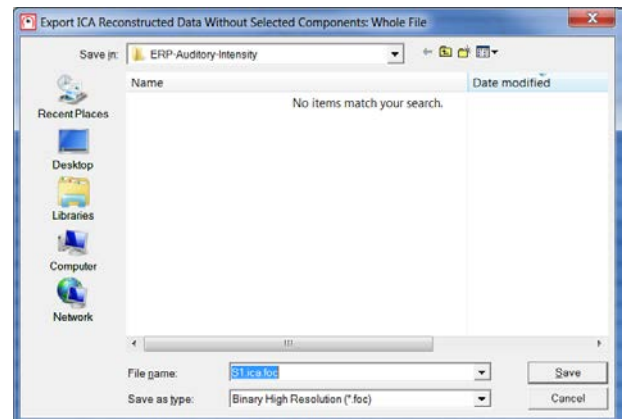 Export ICA Reconstructed Data Without Selected Components: Whole File
Save in:
ERP-Auditory-Intensity
Name
Date modified
No items match your search.
Recent Places
Desktop
Libraries
Computer
Network
File name:
S1.ica.foc
Save
Save as type:
Binary High Resolution (*.foc)
Cancel